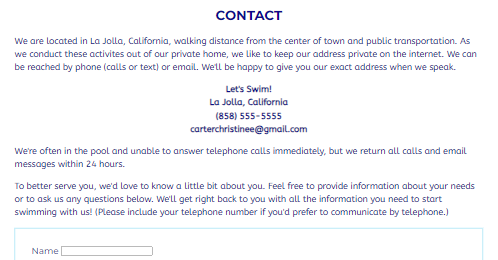 CONTACT
We are located in La Jolla, California, walking distance from the center of town and public transportation. As
we conduct these activites out of our private home, we like to keep our address private on the internet. We can
be reached by phone (calls or text) or email. We'll be happy to give you our exact address when we speak.
Let's Swim!
La Jolla, California
(858) 555-5555
carterchristinee@gmail.com
We're often in the pool and unable to answer telephone calls immediately, but we return all calls and email
messages within 24 hours.
To better serve you, we'd love to know a little bit about you. Feel free to provide information about your needs
or to ask us any questions below. We'll get right back to you with all the information you need to start
swimming with us! (Please include your telephone number if you'd prefer to communicate by telephone.)
Name